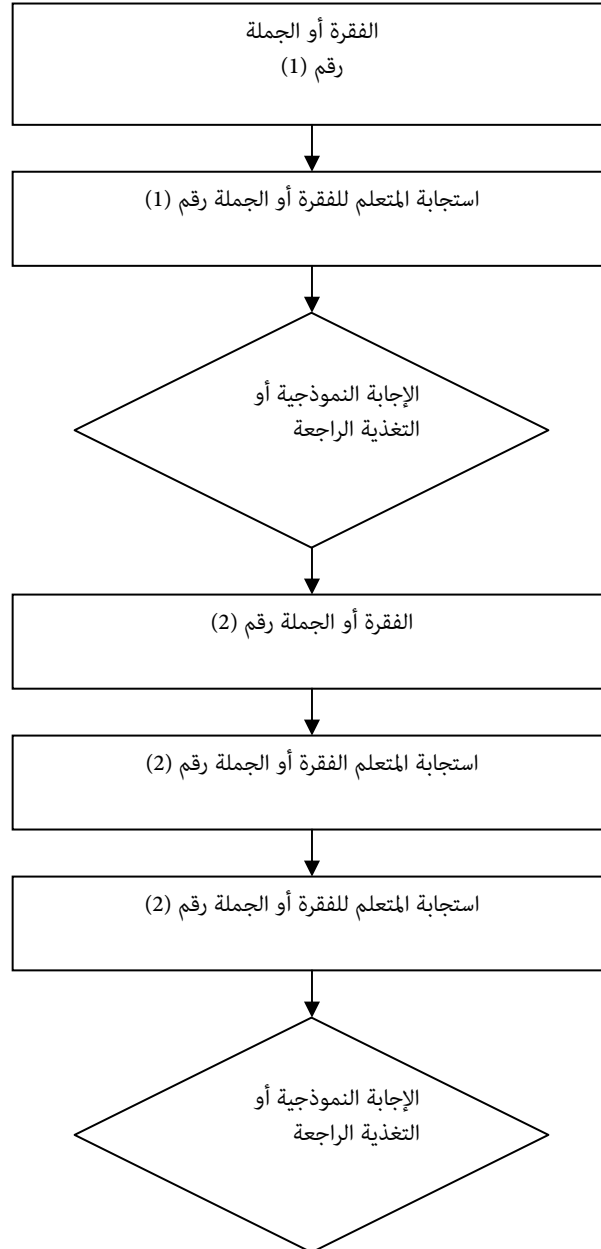 الفقرة أو الجملة
رقم (1)
استجابة المتعلم للفقرة أو الجملة رقم (1)
الإجابة النموذجية أو
التغذية الراجعة
الفقرة أو الجملة رقم (2)
استجابة المتعلم الفقرة أو الجملة رقم (2)
استجابة المتعلم للفقرة أو الجملة رقم (2)
الإجابة النموذجية أو
التغذية الراجعة